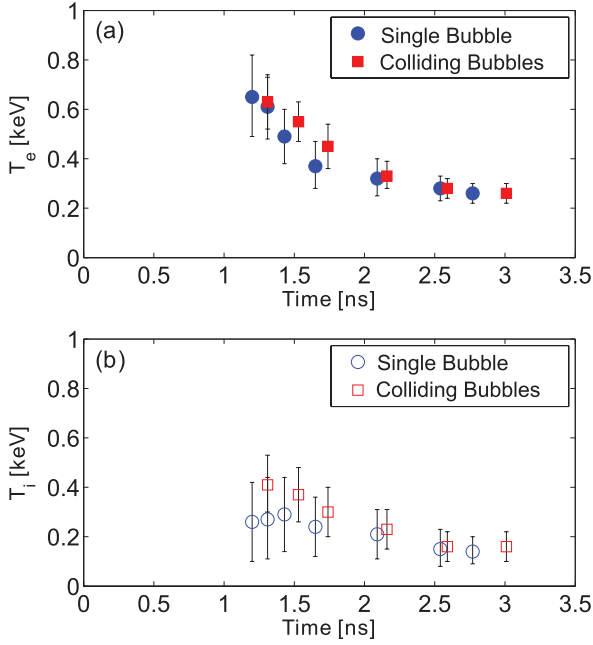 (a)
Single Bubble
Colliding Bubbles
T_e [keV]
1
0.8
0.6
0.4
0.2
0
0 0.5 1 1.5 2 2.5 3 3.5
Time [ns]
(b)
Single Bubble
Colliding Bubbles
T_i [keV]
1
0.8
0.6
0.4
0.2
0
0 0.5 1 1.5 2 2.5 3 3.5
Time [ns]